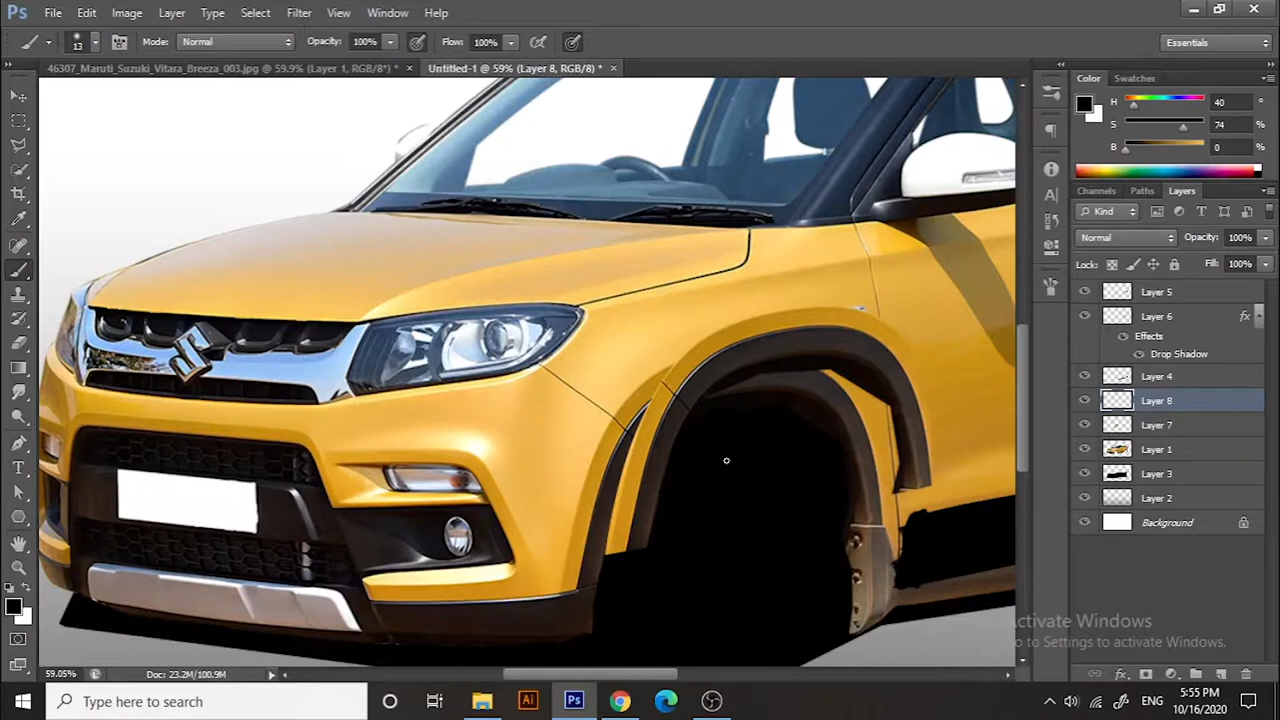 Ps File Edit Image Layer Type Select Filter View Window Help
13 Mode: Normal Opacity: 100% Flow: 100% Essentials
46307_Maruti_Suzuki_Vitara_Breeza_003.jpg @ 59.9% (Layer 1, RGB/8*) * × Untitled-1 @ 59% (Layer 8, RGB/8) * ×
Color Swatches
H 40 °
S 74 %
B 0 %
Channels Paths Layers
Kind
Normal Opacity: 100%
Lock: Fill: 100%
Layer 5
Layer 6 fx
Effects
Drop Shadow
Layer 4
Layer 8
Layer 7
Layer 1
Layer 3
Layer 2
Background
Activate Windows
Go to Settings to activate Windows.
59.05% Doc: 23.2M/100.9M
Type here to search
Ai Ps
ENG
5:55 PM
10/16/2020